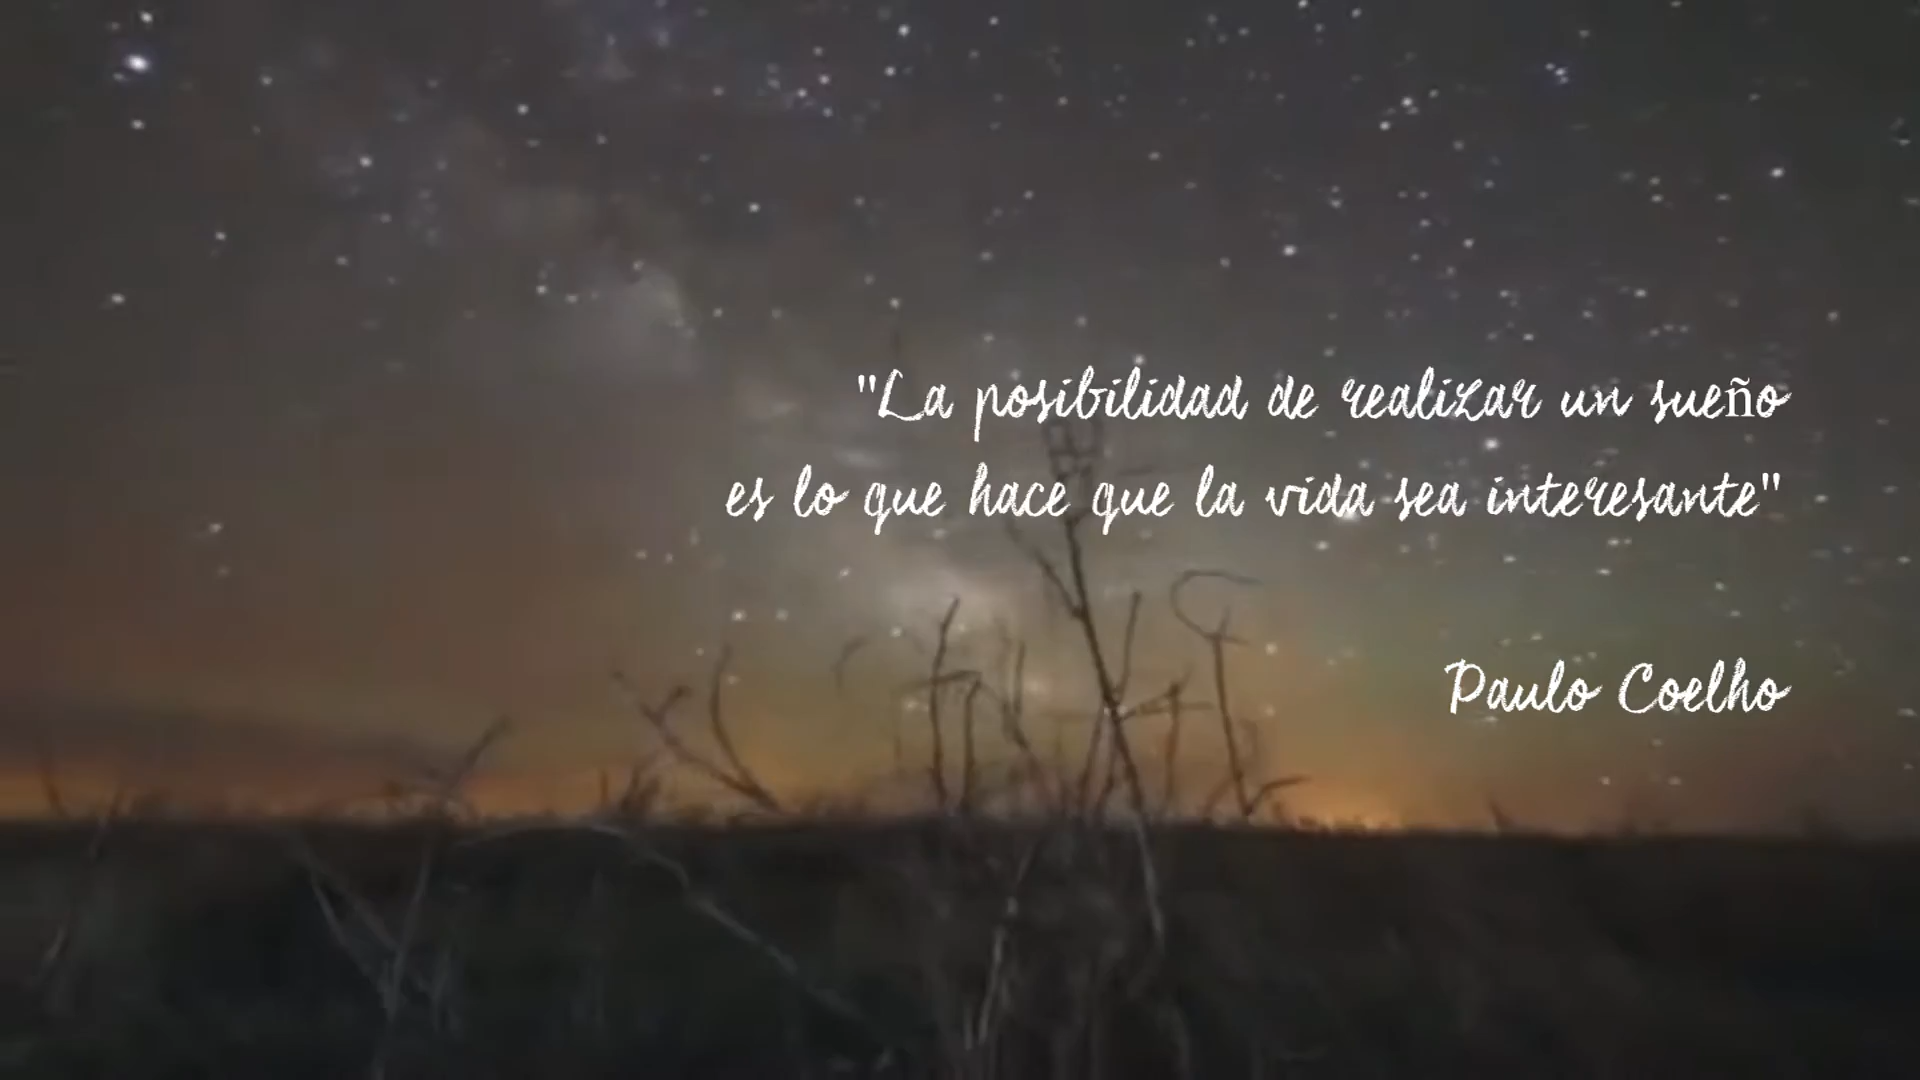 "La posibilidad de realizar un sueño
es lo que hace que la vida sea interesante"
Paulo Coelho